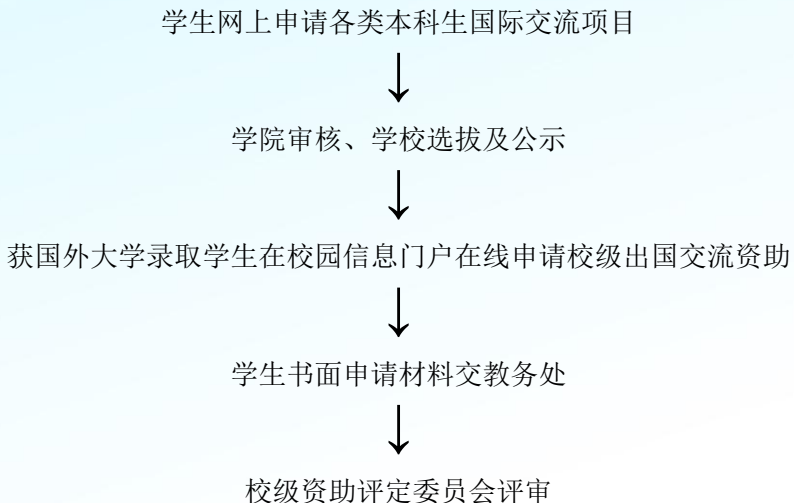 学生网上申请各类本科生国际交流项目
学院审核、学校选拔及公示
获国外大学录取学生在校园信息门户在线申请校级出国交流资助
学生书面申请材料交教务处
校级资助评定委员会评审